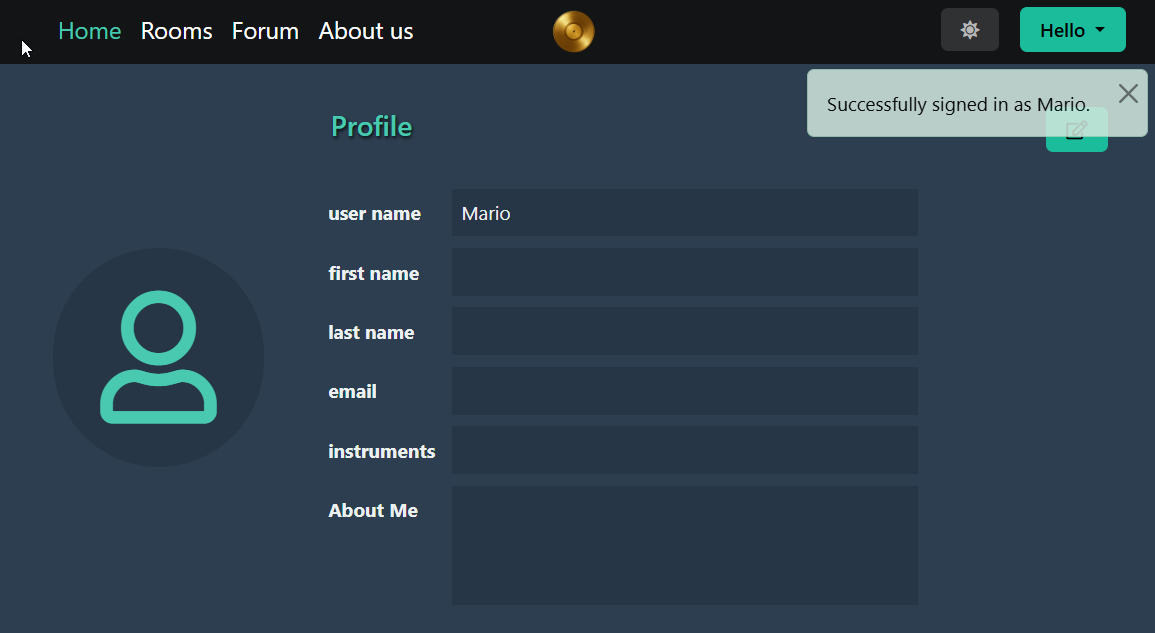 Home Rooms Forum About us Hello
Successfully signed in as Mario.
Profile
user name Mario
first name
last name
email
instruments
About Me